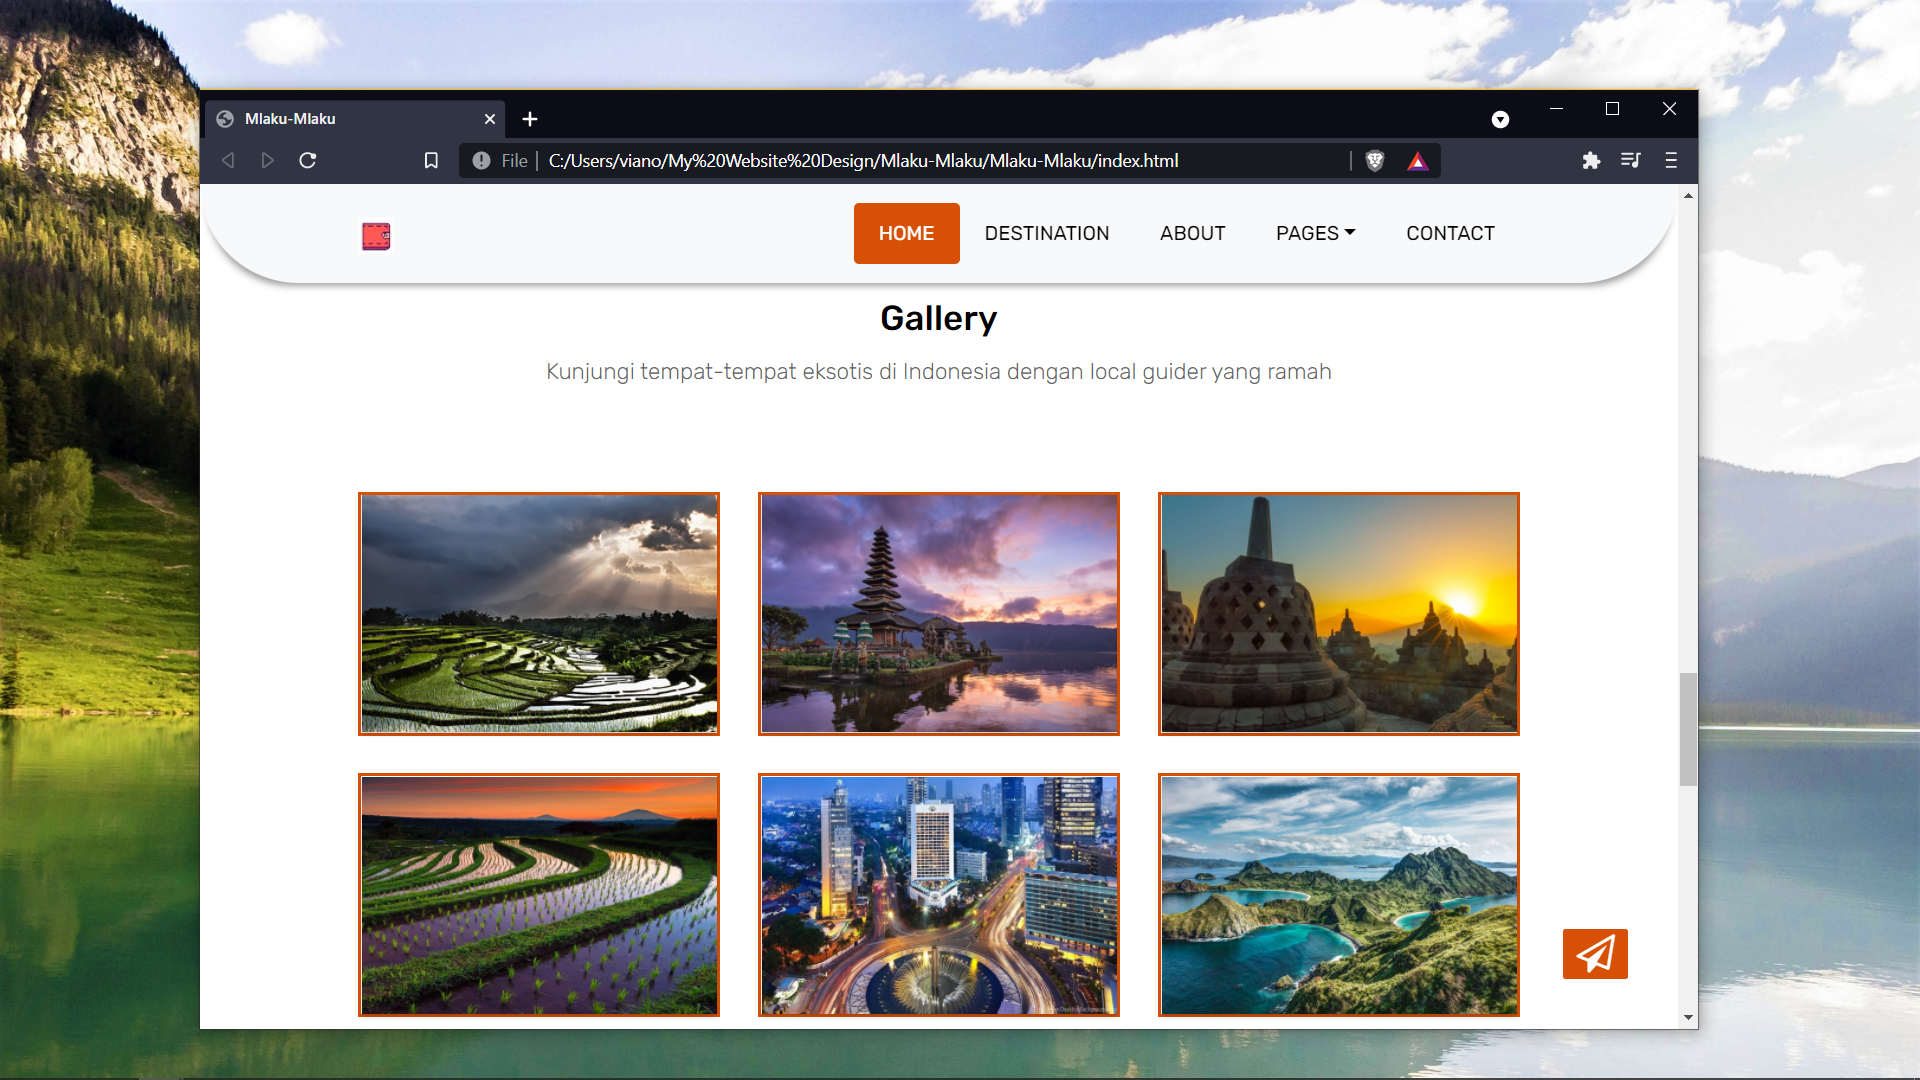 Mlaku-Mlaku
File
C:/Users/viano/My%20Website%20Design/Mlaku-Mlaku/Mlaku-Mlaku/index.html
HOME
DESTINATION
ABOUT
PAGES
CONTACT
Gallery
Kunjungi tempat-tempat eksotis di Indonesia dengan local guider yang ramah